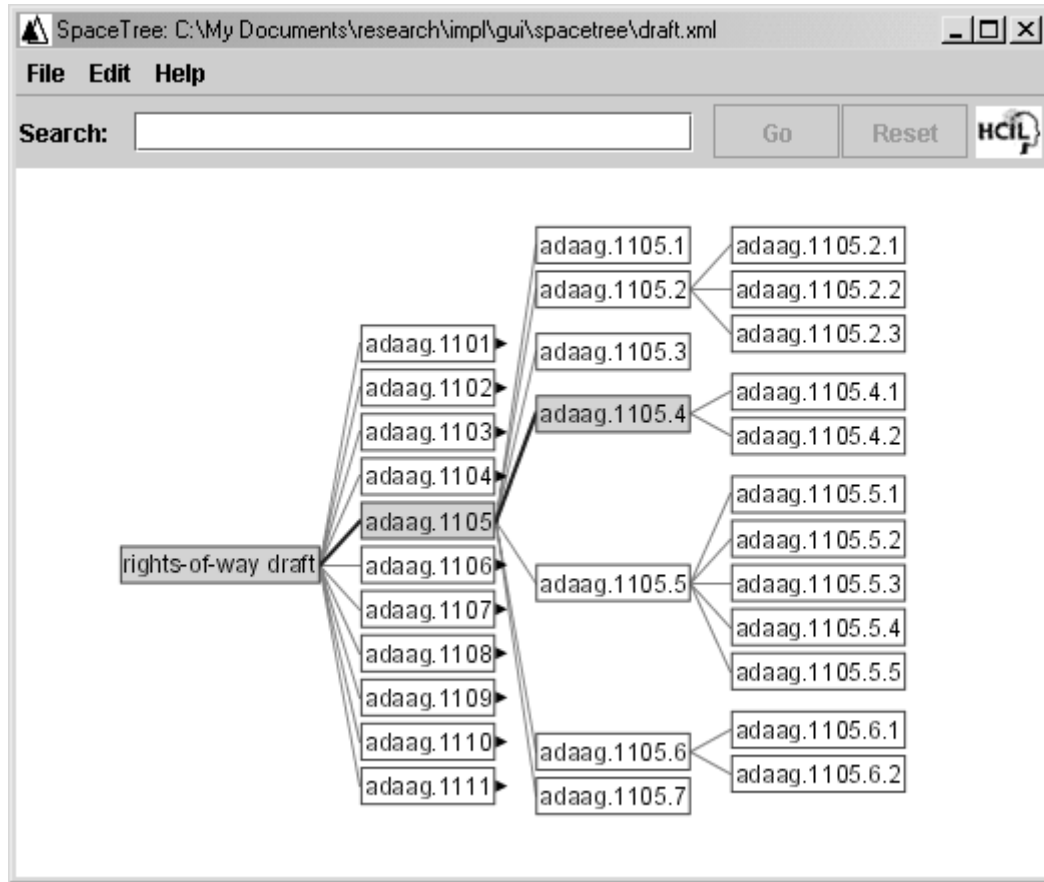 SpaceTree: C:\My Documents\research\impl\gui\spacetree\draft.xml
File Edit Help
Search: Go Reset HCIL
rights-of-way draft
adaag.1101
adaag.1102
adaag.1103
adaag.1104
adaag.1105
adaag.1106
adaag.1107
adaag.1108
adaag.1109
adaag.1110
adaag.1111
adaag.1105.1
adaag.1105.2
adaag.1105.3
adaag.1105.4
adaag.1105.5
adaag.1105.6
adaag.1105.7
adaag.1105.2.1
adaag.1105.2.2
adaag.1105.2.3
adaag.1105.4.1
adaag.1105.4.2
adaag.1105.5.1
adaag.1105.5.2
adaag.1105.5.3
adaag.1105.5.4
adaag.1105.5.5
adaag.1105.6.1
adaag.1105.6.2